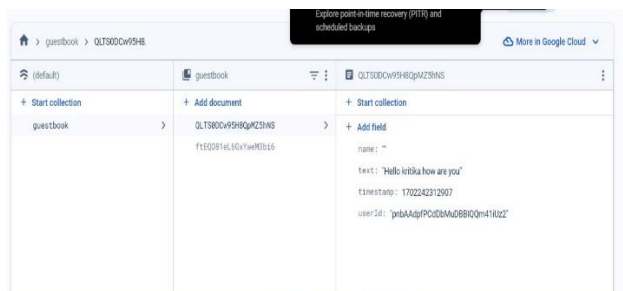 Explore point-in-time recovery (PITR) and
scheduled backups
guestbook > QLTS0DCw95H8.
More in Google Cloud
(default)
guestbook
QLTS0DCw95H8QpMZ5hNS
+ Start collection
+ Add document
+ Start collection
guestbook >
QLTS0DCw95H8QpMZ5hNS >
+ Add field
ftEQD81eL6GxYweM3bi6
name: ""
text: "Hello kritika how are you"
timestamp: 1702242312907
userId: "pnbAAdpfPCdDbMuDBBIQQm41iUz2"